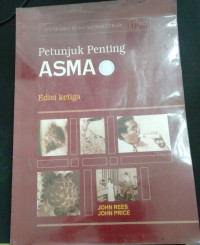 Petunjuk Penting
ASMA
Edisi ketiga
JOHN REES
JOHN PRICE